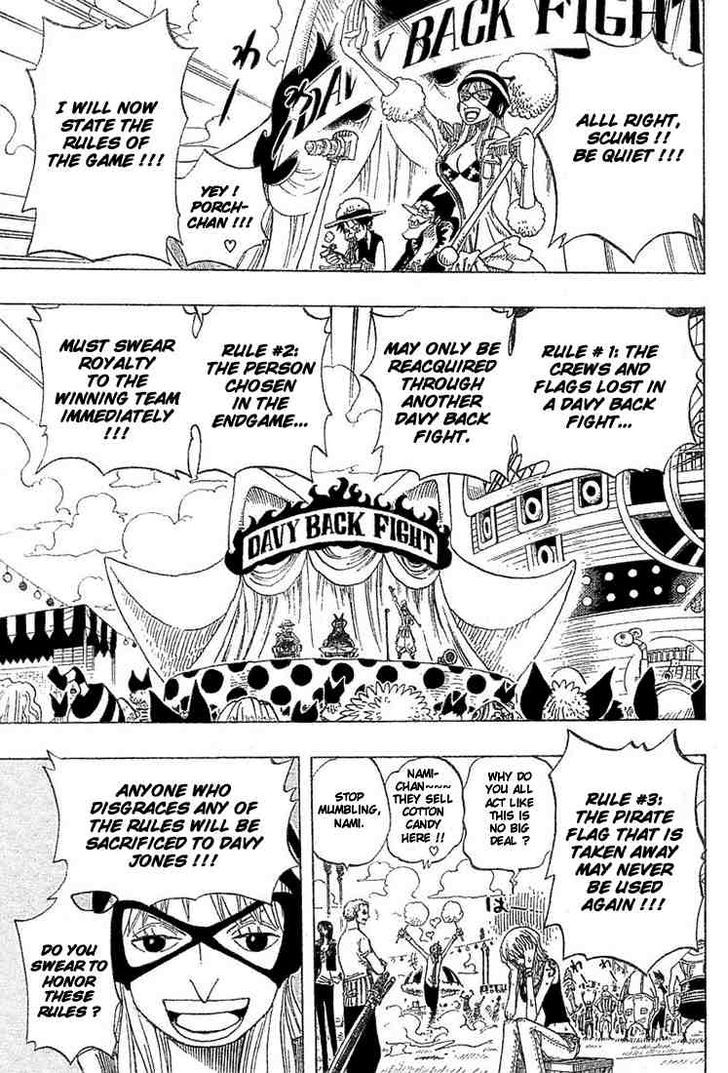 DAVY BACK FIGHT
ALLL RIGHT,
SCUMS !!
BE QUIET !!!
わ
わ
DAVY
I WILL NOW
STATE THE
RULES OF
THE GAME !!!
YEY !
PORCH-
CHAN !!!
♡
RULE # 1: THE
CREWS AND
FLAGS LOST IN
A DAVY BACK
FIGHT...
MAY ONLY BE
REACQUIRED
THROUGH
ANOTHER
DAVY BACK
FIGHT.
RULE #2:
THE PERSON
CHOSEN
IN THE
ENDGAME...
MUST SWEAR
ROYALTY
TO THE
WINNING TEAM
IMMEDIATELY
!!!
DAVY BACK FIGHT
RULE #3:
THE PIRATE
FLAG THAT IS
TAKEN AWAY
MAY NEVER
BE USED
AGAIN !!!
WHY DO
YOU ALL
ACT LIKE
THIS IS
NO BIG
DEAL ?
NAMI-
CHAN~~~
THEY SELL
COTTON
CANDY
HERE !!
♡
STOP
MUMBLING,
NAMI.
は
ANYONE WHO
DISGRACES ANY OF
THE RULES WILL BE
SACRIFICED TO DAVY
JONES !!!
DO YOU
SWEAR TO
HONOR
THESE
RULES ?